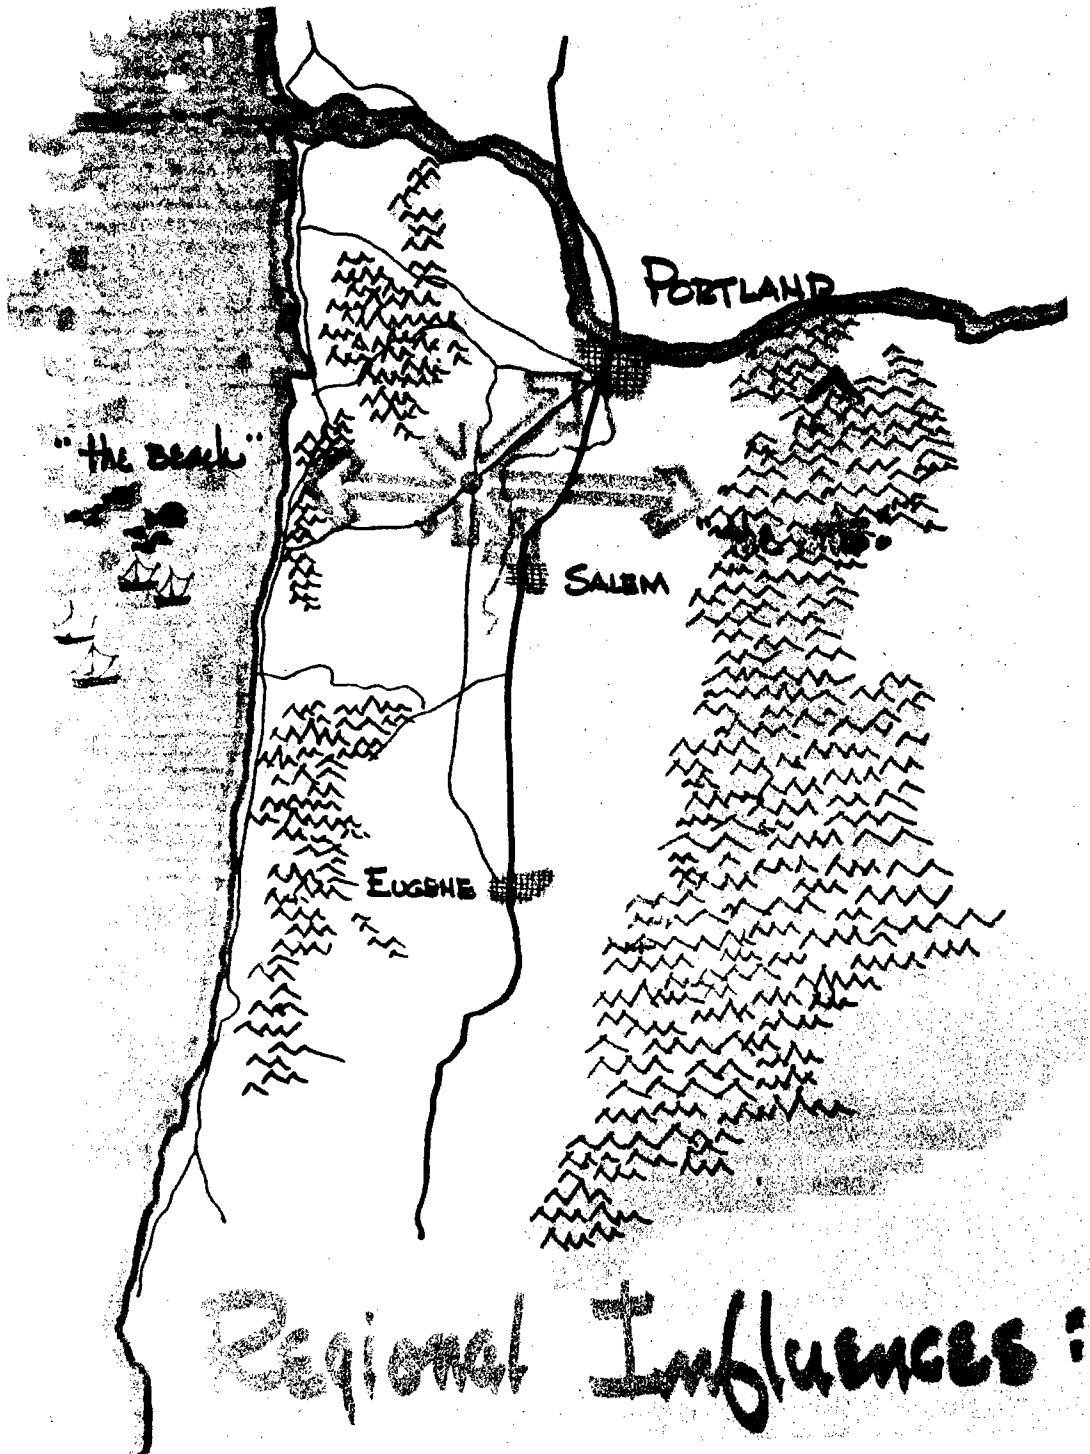 PORTLAND
"the BEACH"
SALEM
EUGENE
Regional Influences: